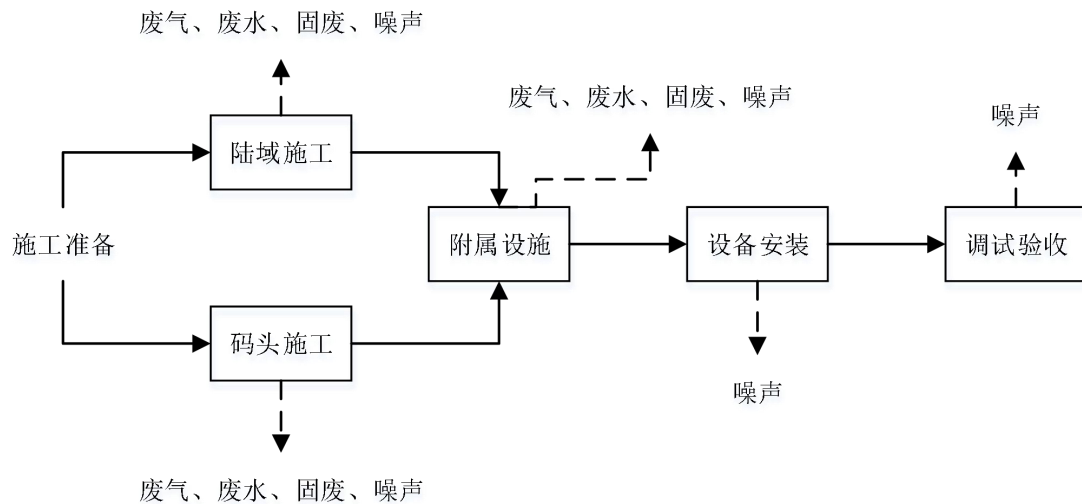 废气、废水、固废、噪声
废气、废水、固废、噪声
噪声
陆域施工
施工准备
附属设施
设备安装
调试验收
码头施工
噪声
废气、废水、固废、噪声